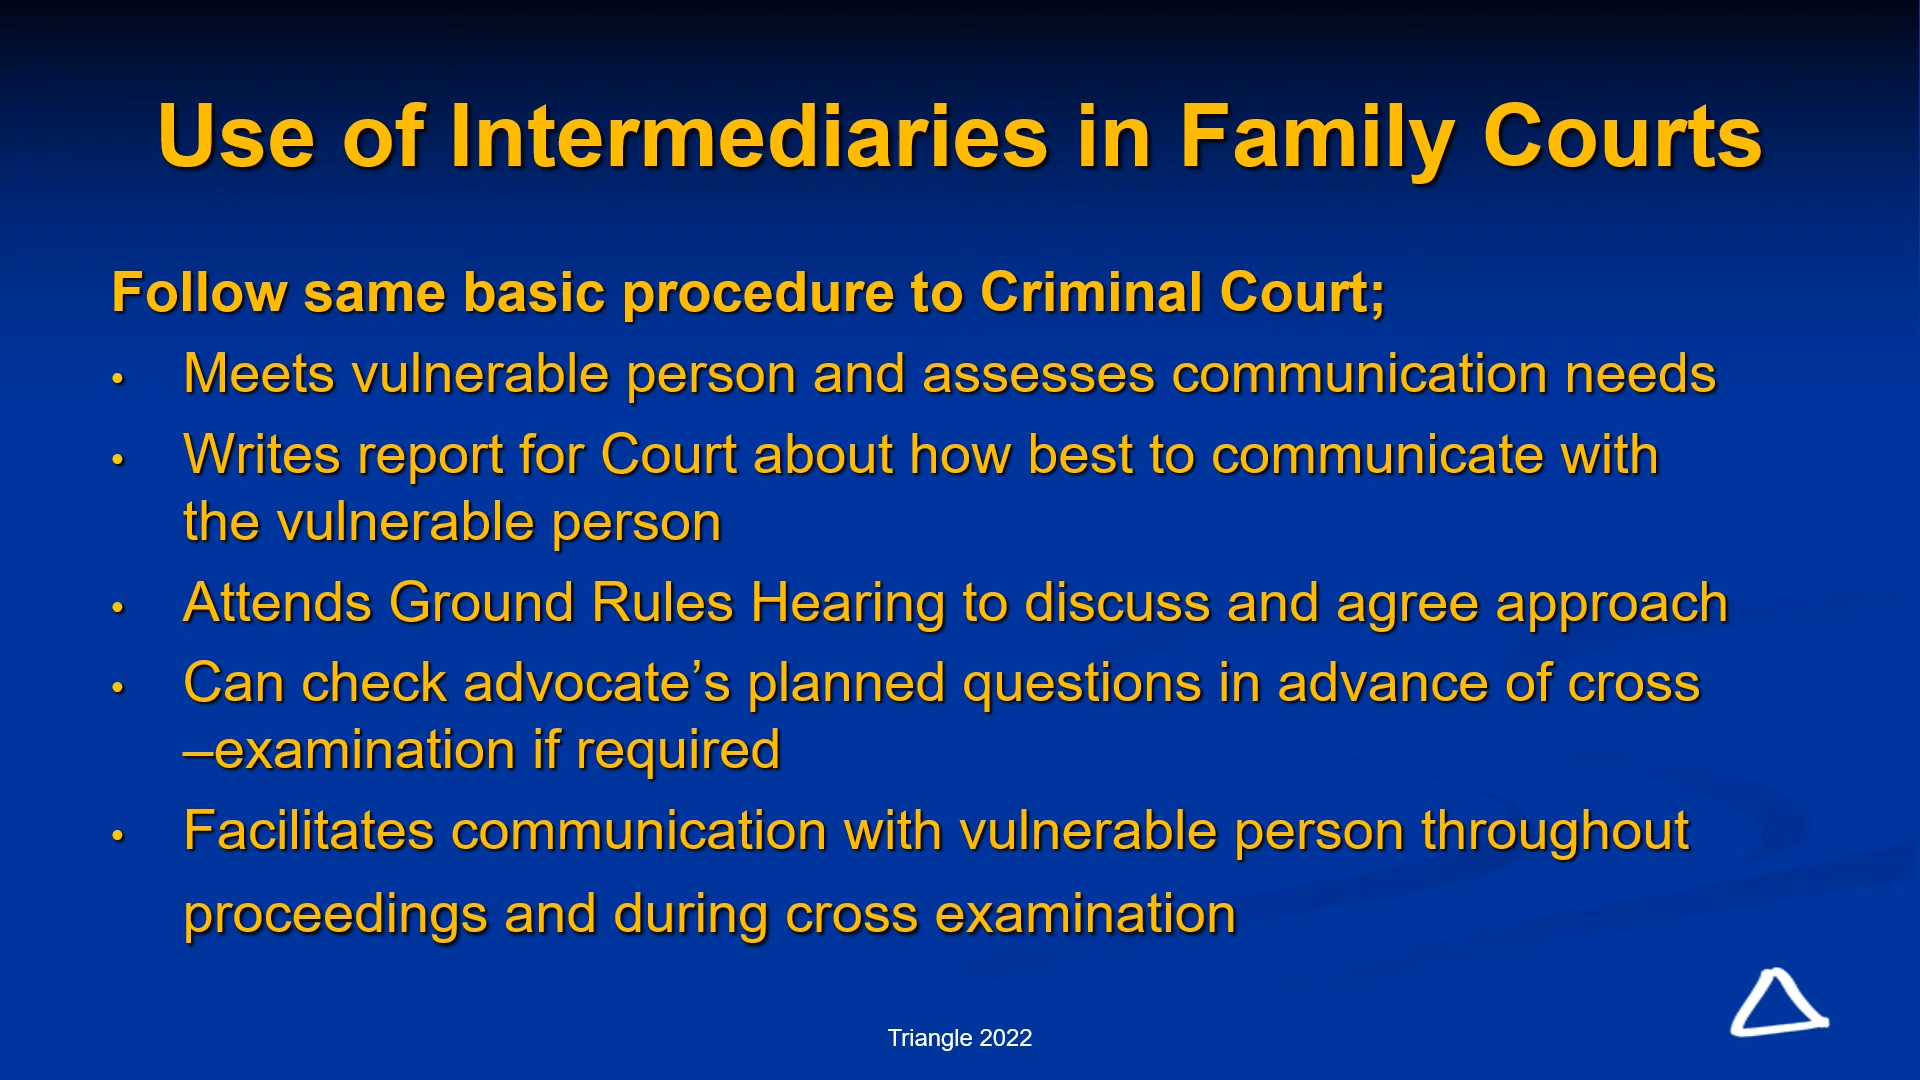 Use of Intermediaries in Family Courts
Follow same basic procedure to Criminal Court;
• Meets vulnerable person and assesses communication needs
• Writes report for Court about how best to communicate with
the vulnerable person
• Attends Ground Rules Hearing to discuss and agree approach
• Can check advocate’s planned questions in advance of cross
–examination if required
• Facilitates communication with vulnerable person throughout
proceedings and during cross examination
Triangle 2022